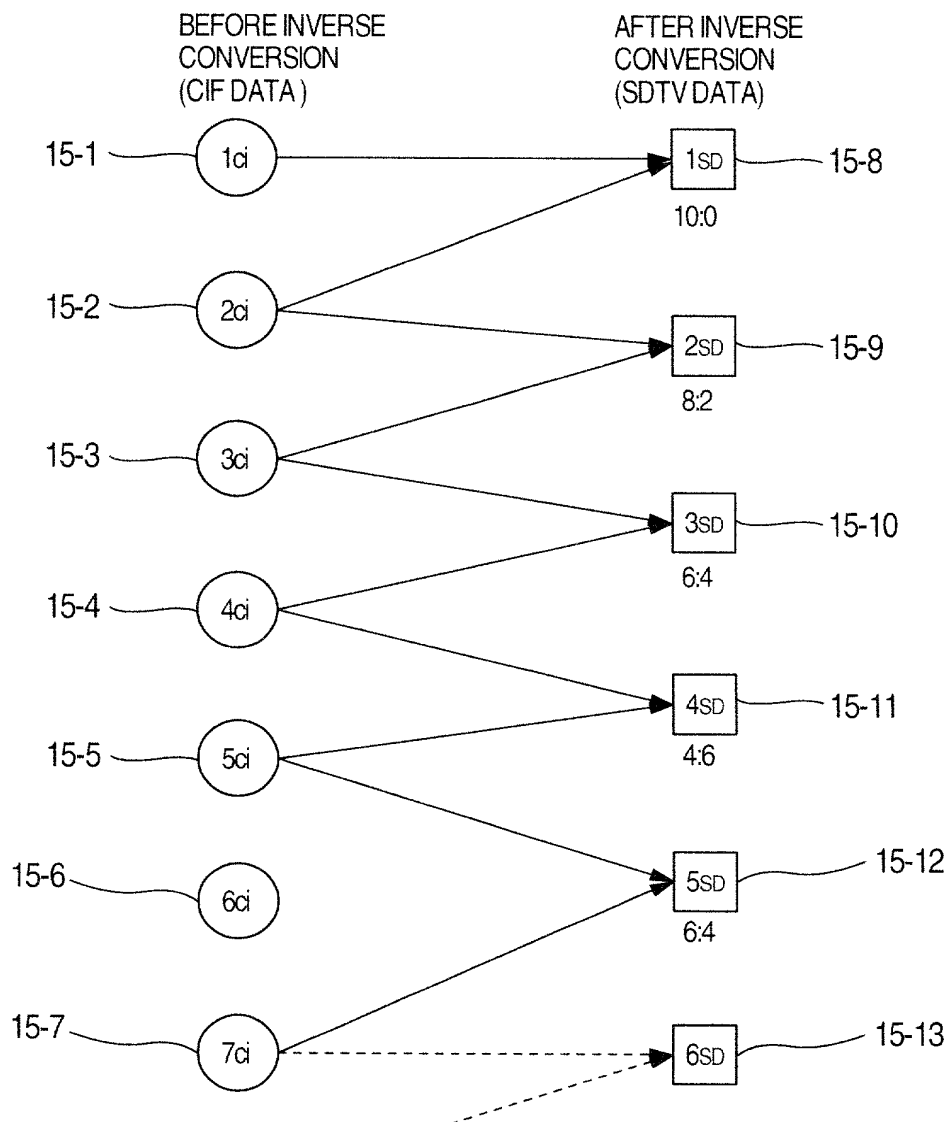 BEFORE INVERSE
CONVERSION
(CIF DATA)
AFTER INVERSE
CONVERSION
(SDTV DATA)
15-1
1ci
1SD
15-8
10:0
15-2
2ci
2SD
15-9
8:2
15-3
3ci
3SD
15-10
6:4
15-4
4ci
4SD
15-11
4:6
15-5
5ci
15-6
6ci
5SD
15-12
6:4
15-7
7ci
6SD
15-13